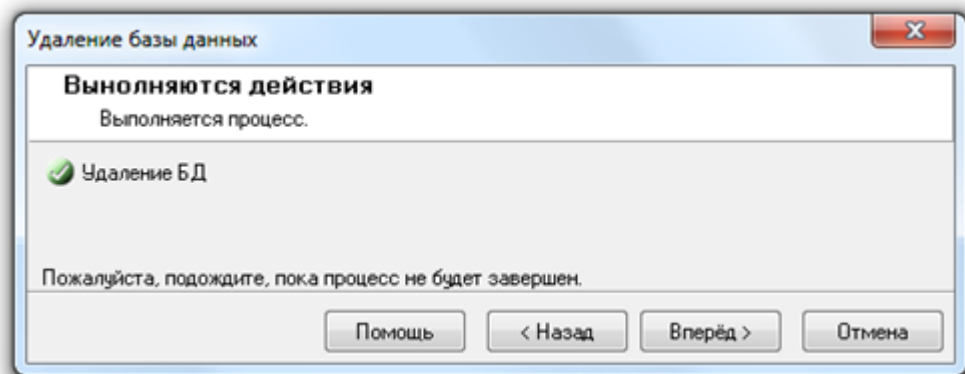 Удаление базы данных
Вынолняются действия
Выполняется процесс.
Удаление БД
Пожалуйста, подождите, пока процесс не будет завершен.
Помощь < Назад Вперёд > Отмена